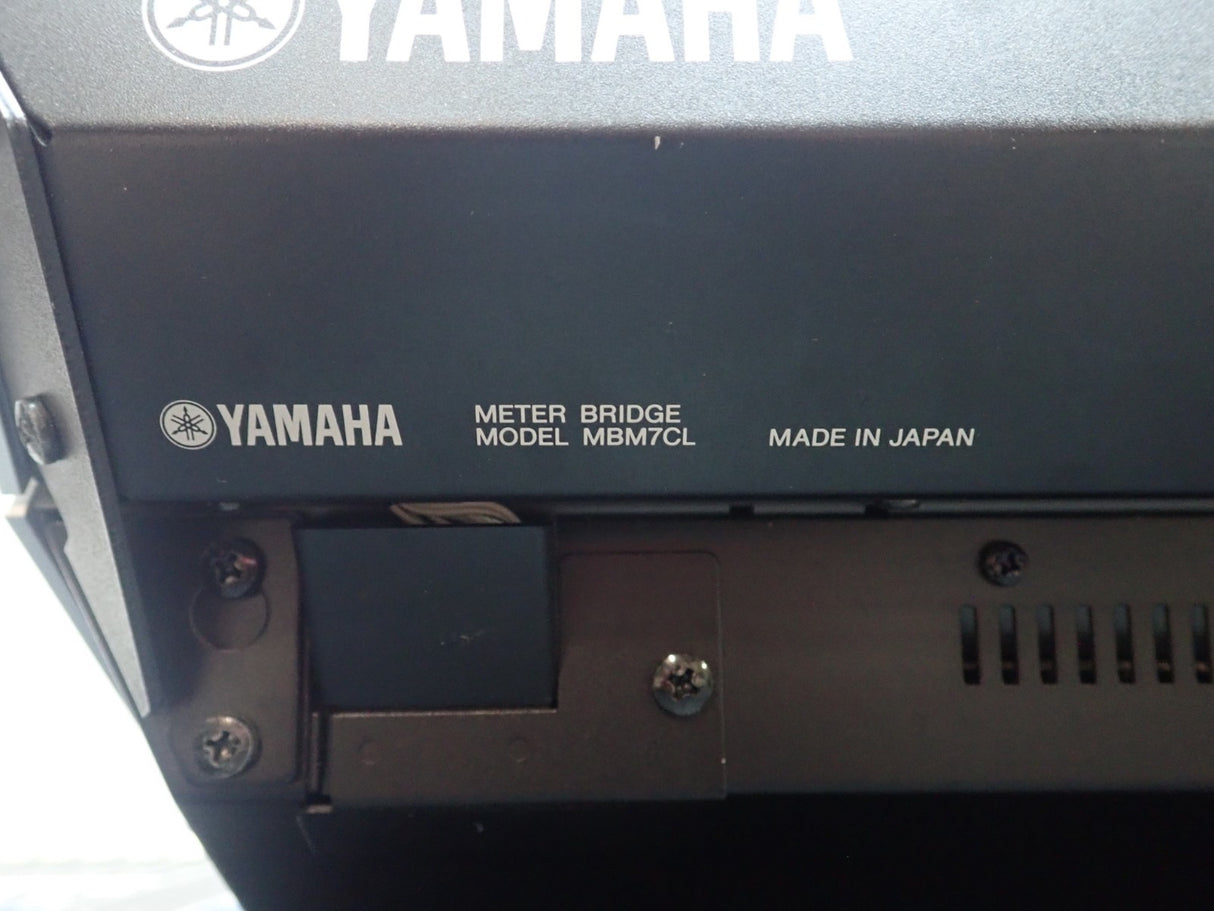 YAMAHA
YAMAHA
METER BRIDGE
MODEL MBM7CL
MADE IN JAPAN